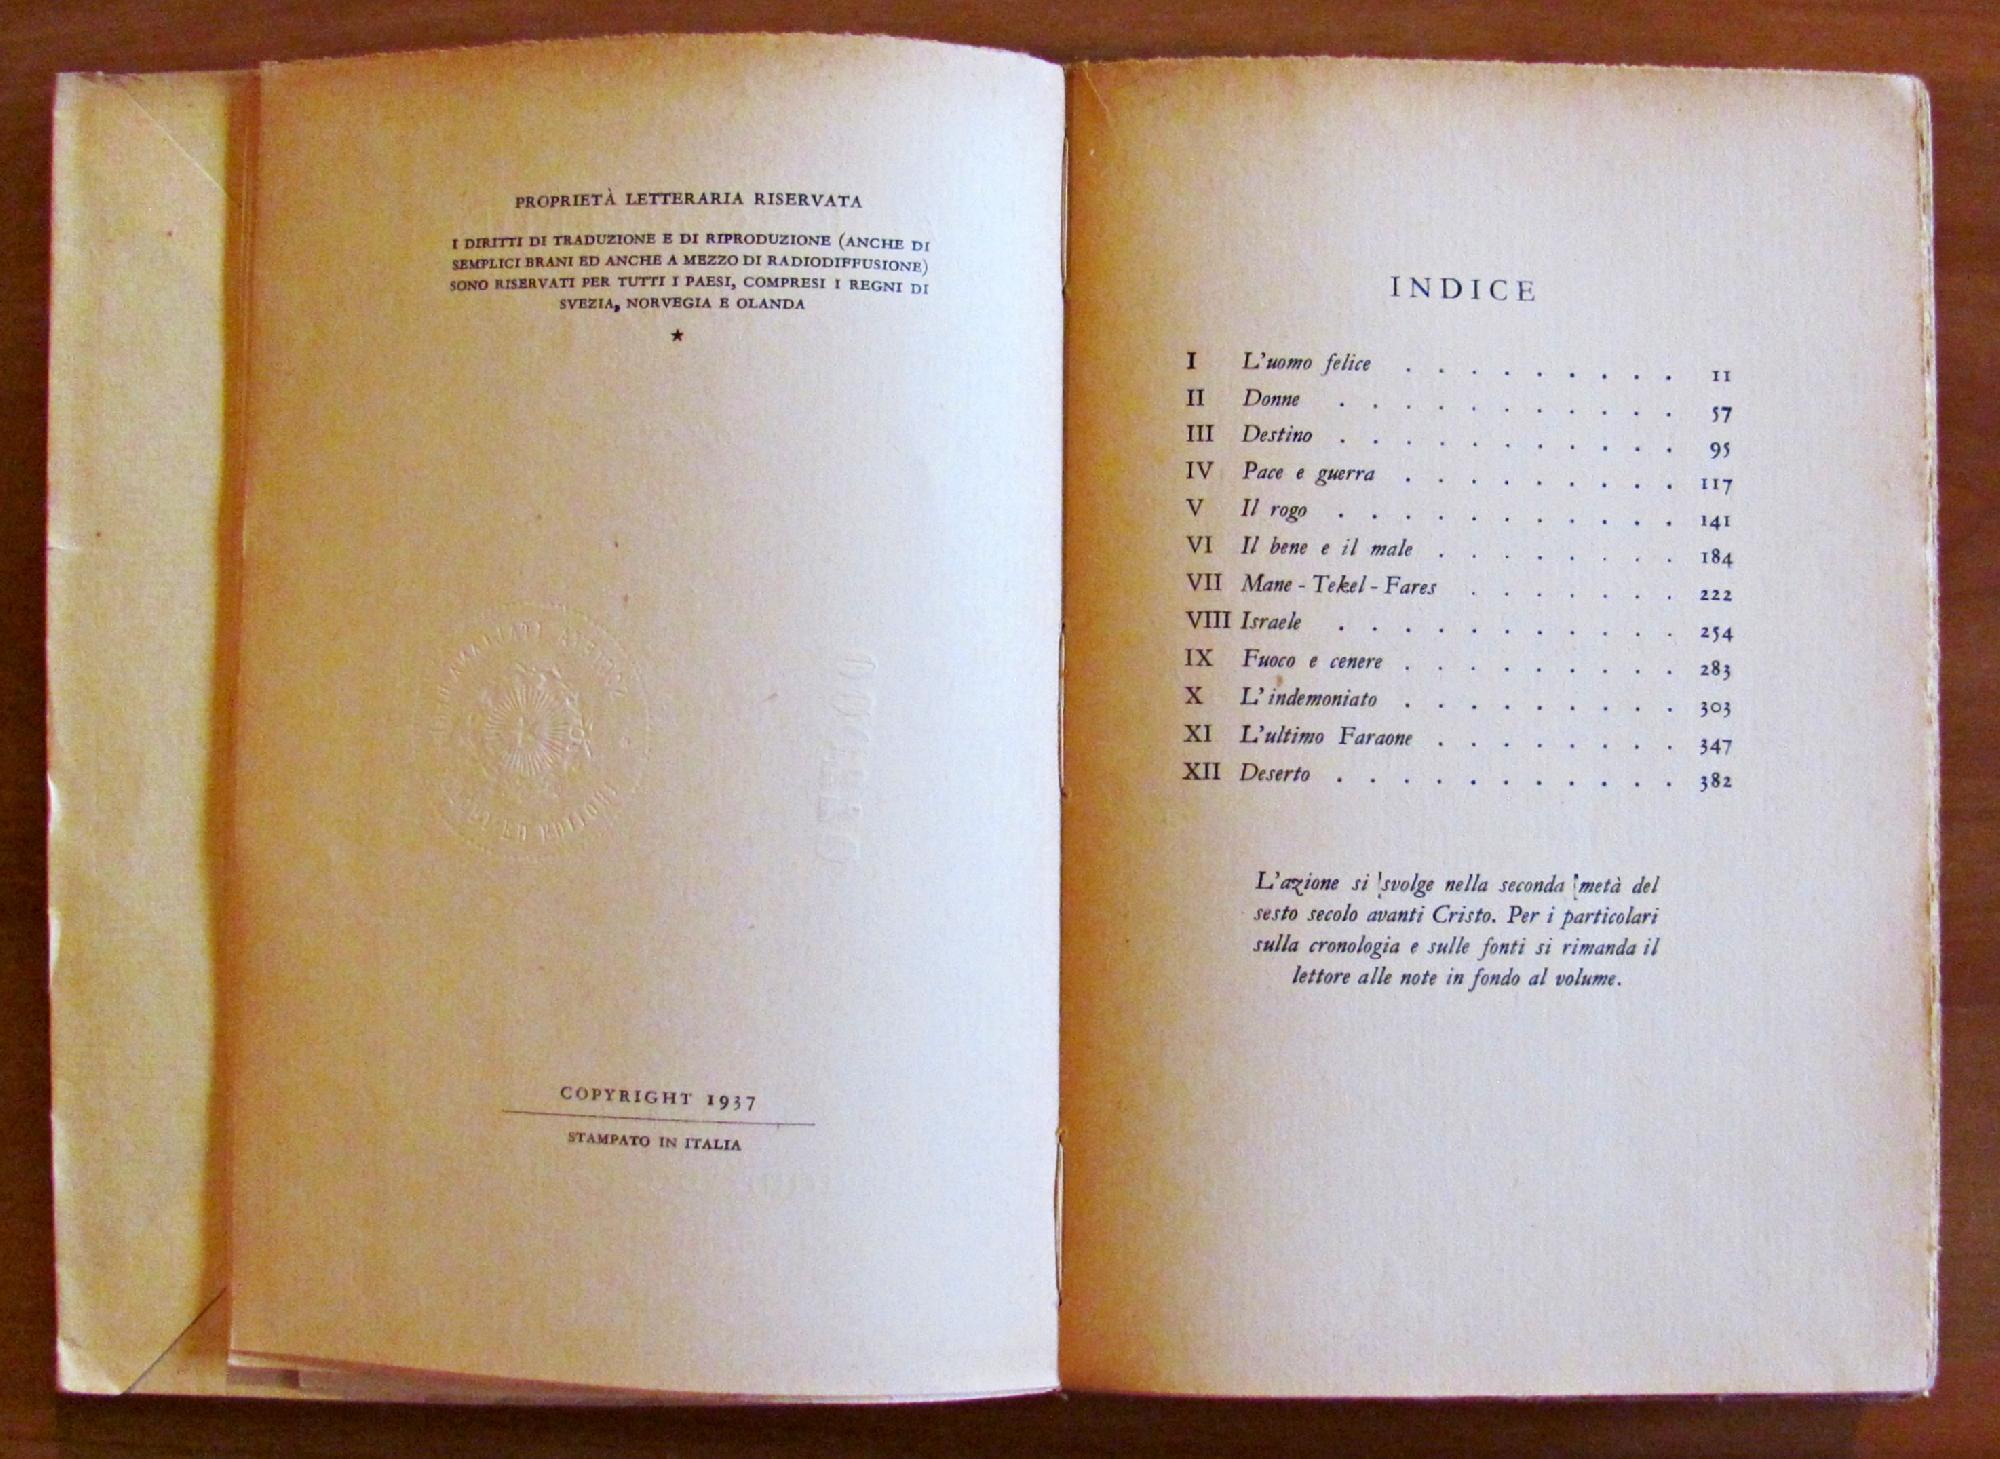 PROPRIETÀ LETTERARIA RISERVATA
I DIRITTI DI TRADUZIONE E DI RIPRODUZIONE (ANCHE DI
SEMPLICI BRANI ED ANCHE A MEZZO DI RADIODIFFUSIONE)
SONO RISERVATI PER TUTTI I PAESI, COMPRESI I REGNI DI
SVEZIA, NORVEGIA E OLANDA
★
COPYRIGHT 1937
STAMPATO IN ITALIA
INDICE
I L'uomo felice . . . . . . . . . 11
II Donne . . . . . . . . . . . 57
III Destino . . . . . . . . . . . 95
IV Pace e guerra . . . . . . . . . 117
V Il rogo . . . . . . . . . . . 141
VI Il bene e il male . . . . . . . . 184
VII Mane - Tekel - Fares . . . . . . . 222
VIII Israele . . . . . . . . . . . 254
IX Fuoco e cenere . . . . . . . . . 283
X L'indemoniato . . . . . . . . . 303
XI L'ultimo Faraone . . . . . . . . 347
XII Deserto . . . . . . . . . . . 382
L'azione si svolge nella seconda metà del
sesto secolo avanti Cristo. Per i particolari
sulla cronologia e sulle fonti si rimanda il
lettore alle note in fondo al volume.